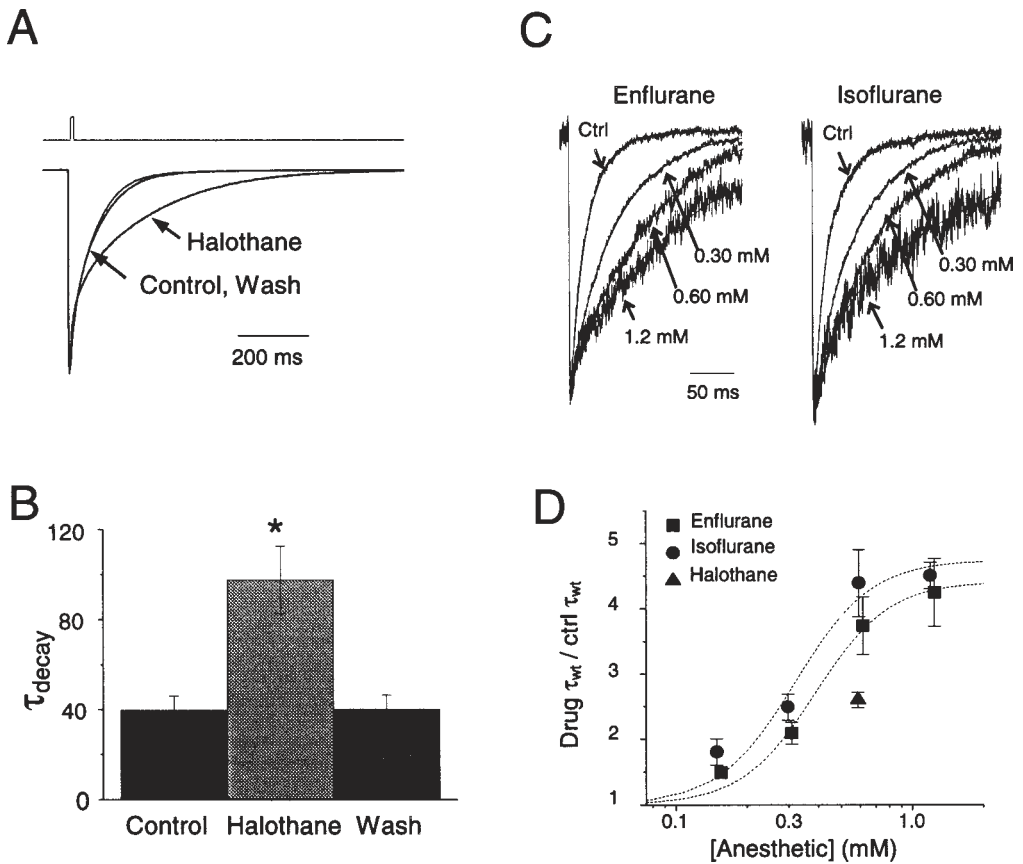 A
Halothane
Control, Wash
200 ms
B
120
80
40
0
τdecay
*
Control Halothane Wash
C
Enflurane
Ctrl
0.30 mM
0.60 mM
1.2 mM
50 ms
Isoflurane
Ctrl
0.30 mM
0.60 mM
1.2 mM
D
Enflurane
Isoflurane
Halothane
5
4
3
2
1
Drug τwt / ctrl τwt
0.1 0.3 1.0
[Anesthetic] (mM)